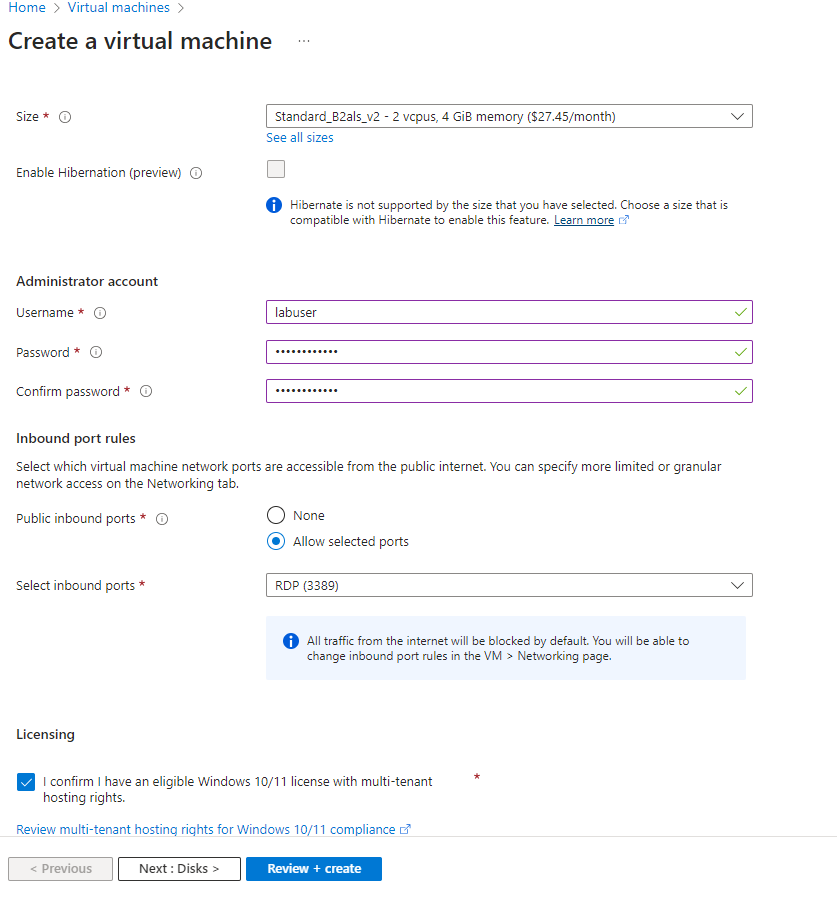 Home > Virtual machines >
Create a virtual machine ...
Size *
Standard_B2als_v2 - 2 vcpus, 4 GiB memory ($27.45/month)
See all sizes
Enable Hibernation (preview)
Hibernate is not supported by the size that you have selected. Choose a size that is
compatible with Hibernate to enable this feature. Learn more
Administrator account
Username *
labuser
Password *
••••••••••••
Confirm password *
••••••••••••
Inbound port rules
Select which virtual machine network ports are accessible from the public internet. You can specify more limited or granular
network access on the Networking tab.
Public inbound ports *
None
Allow selected ports
Select inbound ports *
RDP (3389)
All traffic from the internet will be blocked by default. You will be able to
change inbound port rules in the VM > Networking page.
Licensing
I confirm I have an eligible Windows 10/11 license with multi-tenant *
hosting rights.
Review multi-tenant hosting rights for Windows 10/11 compliance
< Previous
Next : Disks >
Review + create